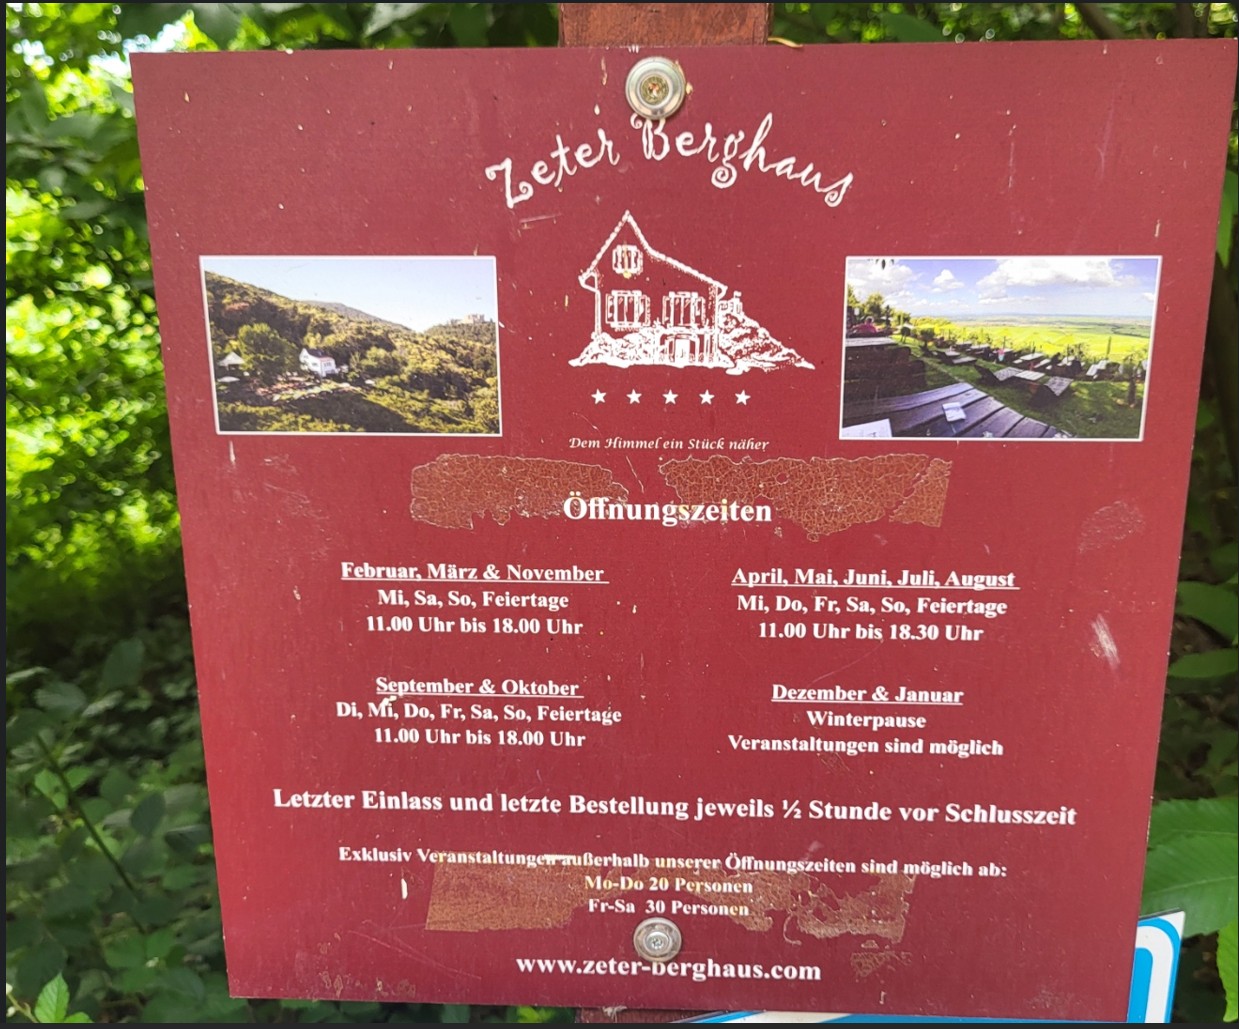 Zeter Berghaus
Dem Himmel ein Stück näher
Öffnungszeiten
Februar, März & November
Mi, Sa, So, Feiertage
11.00 Uhr bis 18.00 Uhr
April, Mai, Juni, Juli, August
Mi, Do, Fr, Sa, So, Feiertage
11.00 Uhr bis 18.30 Uhr
September & Oktober
Di, Mi, Do, Fr, Sa, So, Feiertage
11.00 Uhr bis 18.00 Uhr
Dezember & Januar
Winterpause
Veranstaltungen sind möglich
Letzter Einlass und letzte Bestellung jeweils ½ Stunde vor Schlusszeit
Exklusiv Veranstaltungen außerhalb unserer Öffnungszeiten sind möglich ab:
Mo-Do 20 Personen
Fr-Sa 30 Personen
www.zeter-berghaus.com